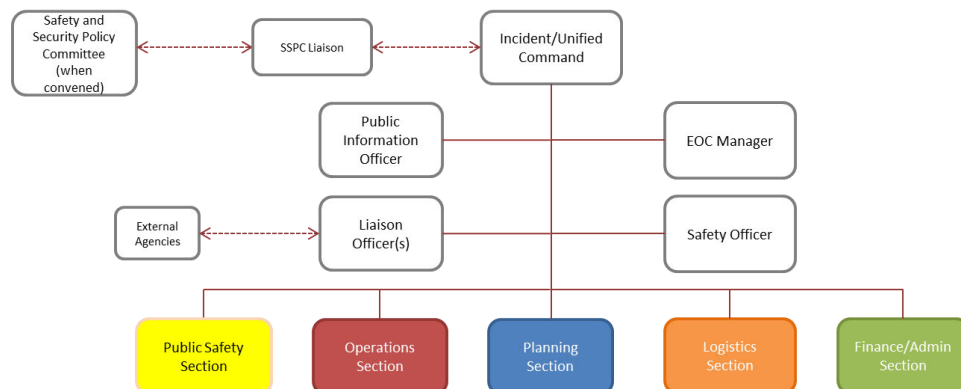 Safety and
Security Policy
Committee
(when
convened)
SSPC Liaison
Incident/Unified
Command
Public
Information
Officer
EOC Manager
External
Agencies
Liaison
Officer(s)
Safety Officer
Public Safety
Section
Operations
Section
Planning
Section
Logistics
Section
Finance/Admin
Section